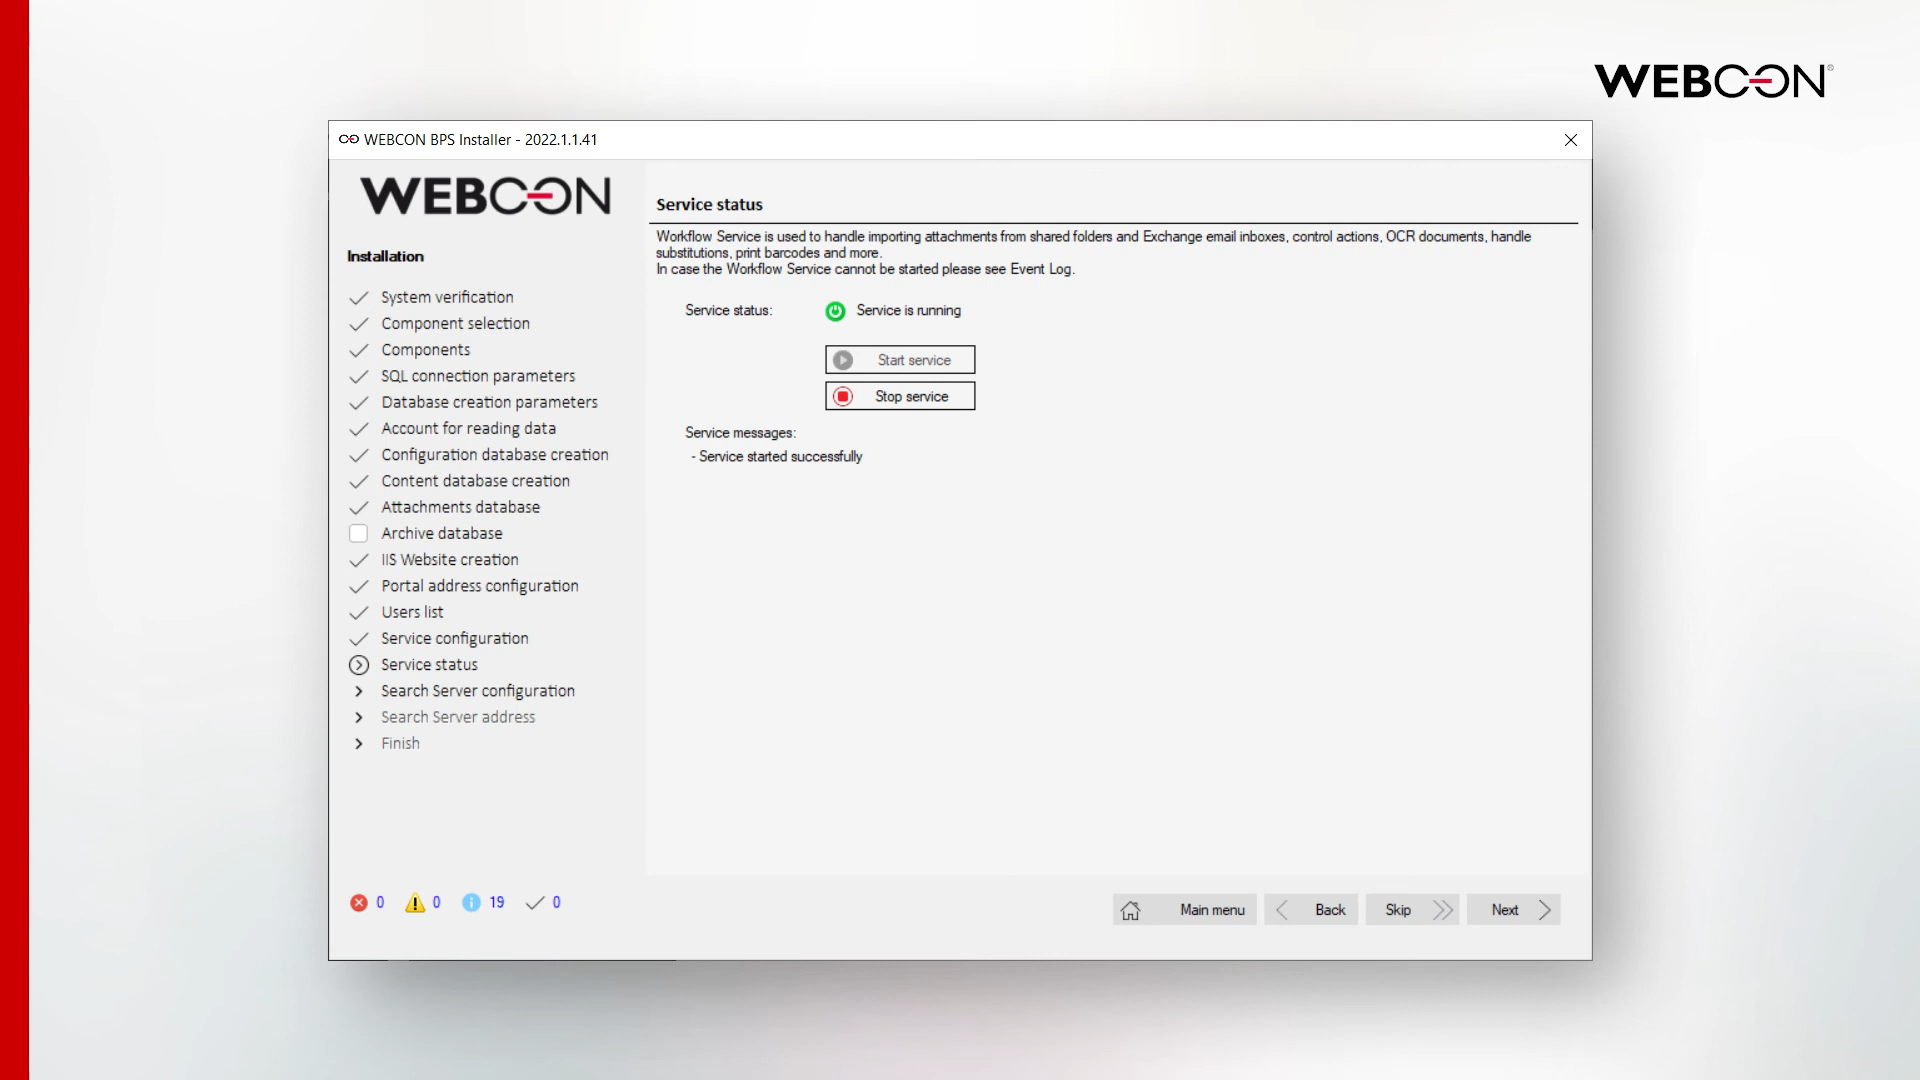 WEBCON®
WEBCON BPS Installer - 2022.1.1.41
WEBCON
Installation
System verification
Component selection
Components
SQL connection parameters
Database creation parameters
Account for reading data
Configuration database creation
Content database creation
Attachments database
Archive database
IIS Website creation
Portal address configuration
Users list
Service configuration
Service status
Search Server configuration
Search Server address
Finish
Service status
Workflow Service is used to handle importing attachments from shared folders and Exchange email inboxes, control actions, OCR documents, handle
substitutions, print barcodes and more.
In case the Workflow Service cannot be started please see Event Log.
Service status: Service is running
Start service
Stop service
Service messages:
- Service started successfully
0 0 19 0
Main menu Back Skip Next